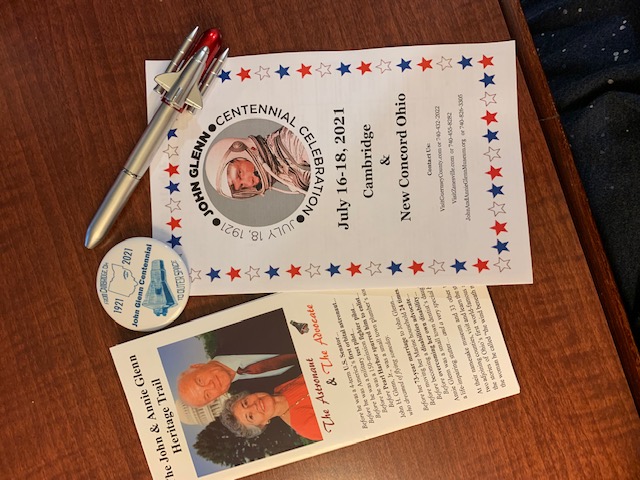 The John & Annie Glenn
Heritage Trail
The Astronaut
& The Advocate
Before he was a 4-term U.S. Senator
Before he was America's first orbital astronaut...
Before he was a military test pilot...
Before he was a 150-mission fighter pilot...
Before Pearl Harbor spurred him to enlist...
John H. Glenn, Jr., was a small town plumber's son
who dreamed of flying someday.
Before her 73-year marriage to John Glenn...
Before moving her Marine household 24 times
Before becoming a disabilities advocate...
Before overcoming her own disability...
Annie Glenn was a small town dentist's daughter
a life-inspiring stutter... and a very special
At their namesake museum and 33 other
two adjoining counties, visit and learn the
the stories of Ohio's first world-famous
the woman he called "the wind beneath
FROM CAMBRIDGE, OH
1921 2021
John Glenn Centennial
TO OUTER SPACE
JULY 18, 1921 • JOHN GLENN • CENTENNIAL CELEBRATION •
July 16-18, 2021
Cambridge
&
New Concord Ohio
Contact Us:
VisitGuernseyCounty.com or 740-432-2022
VisitZanesville.com or 740-455-8282
JohnAndAnnieGlennMuseum.org or 740-826-3305